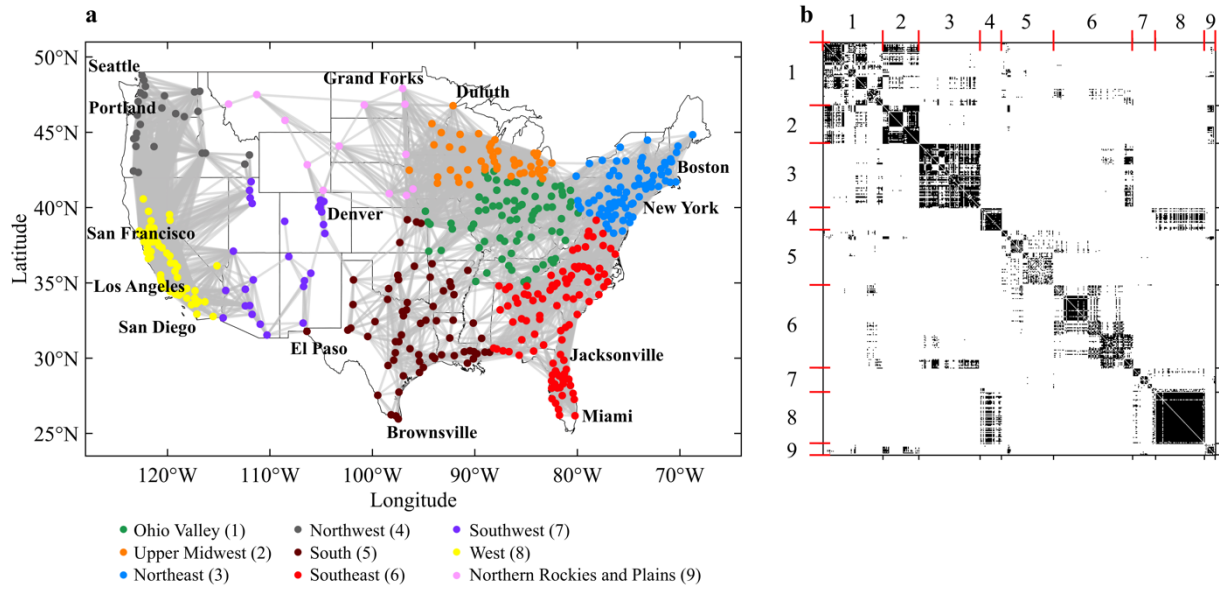 a
50°N
45°N
40°N
35°N
30°N
25°N
Latitude
Seattle
Portland
Grand Forks
Duluth
Boston
New York
Denver
San Francisco
Los Angeles
San Diego
El Paso
Jacksonville
Miami
Brownsville
120°W 110°W 100°W 90°W 80°W 70°W
Longitude
Ohio Valley (1) Northwest (4) Southwest (7)
Upper Midwest (2) South (5) West (8)
Northeast (3) Southeast (6) Northern Rockies and Plains (9)
b
1 2 3 4 5 6 7 8 9
1
2
3
4
5
6
7
8
9